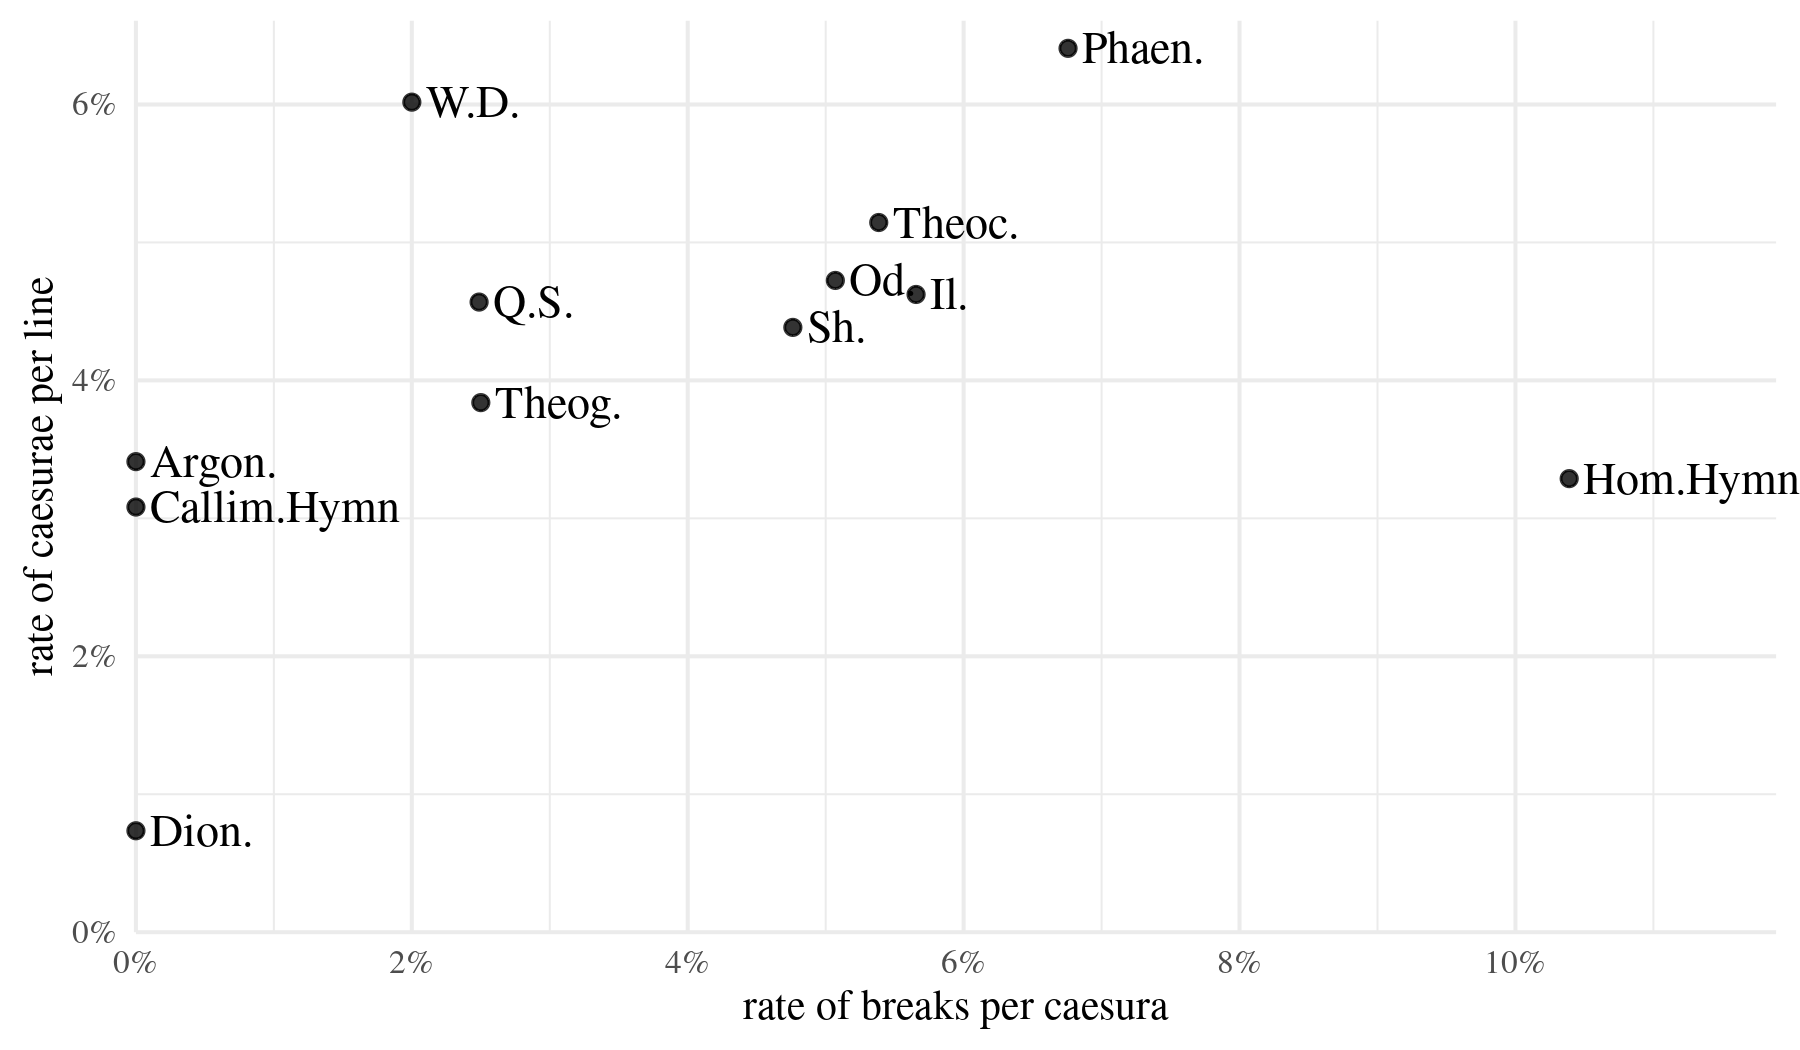 Phaen.
6%
W.D.
Theoc.
Od.
Il.
Q.S.
Sh.
4%
Theog.
Argon.
Hom.Hymn
Callim.Hymn
rate of caesurae per line
2%
Dion.
0%
0%
2%
4%
6%
8%
10%
rate of breaks per caesura